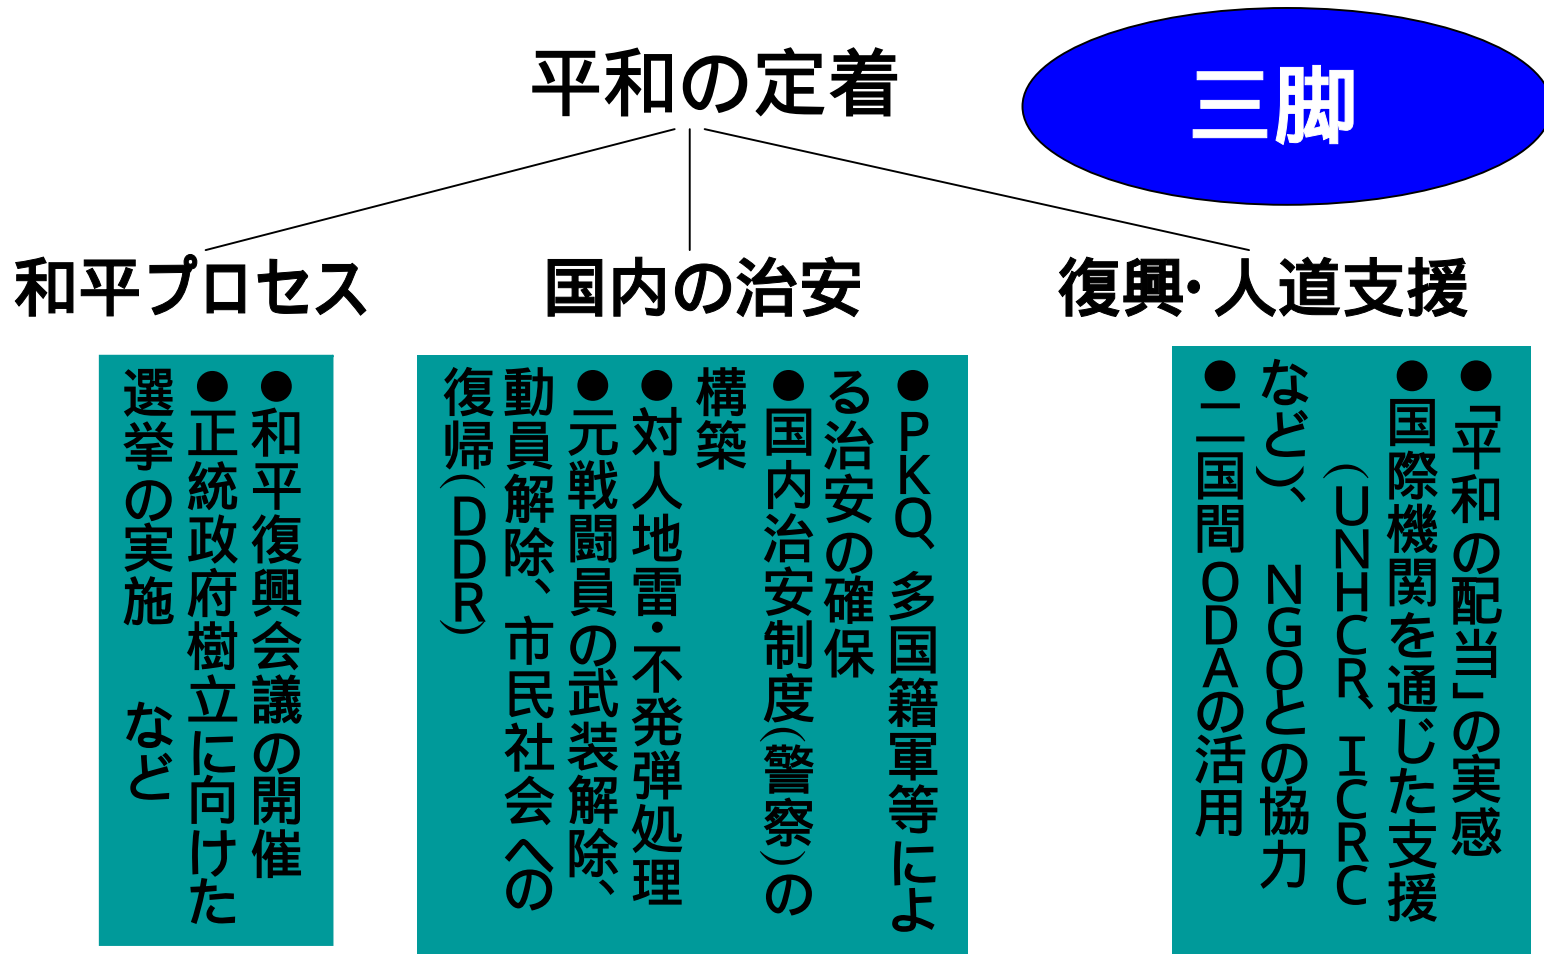 平和の定着
三脚
和平プロセス
国内の治安
復興・人道支援
●和平復興会議の開催
●正統政府樹立に向けた
選挙の実施　など
●ＰＫＯ、多国籍軍等によ
る治安の確保
●国内治安制度（警察）の
構築
●対人地雷・不発弾処理
●元戦闘員の武装解除、
動員解除、市民社会への
復帰（ＤＤＲ）
●「平和の配当」の実感
●国際機関を通じた支援
（ＵＮＨＣＲ、ＩＣＲＣ
など）、ＮＧＯとの協力
●二国間ＯＤＡの活用